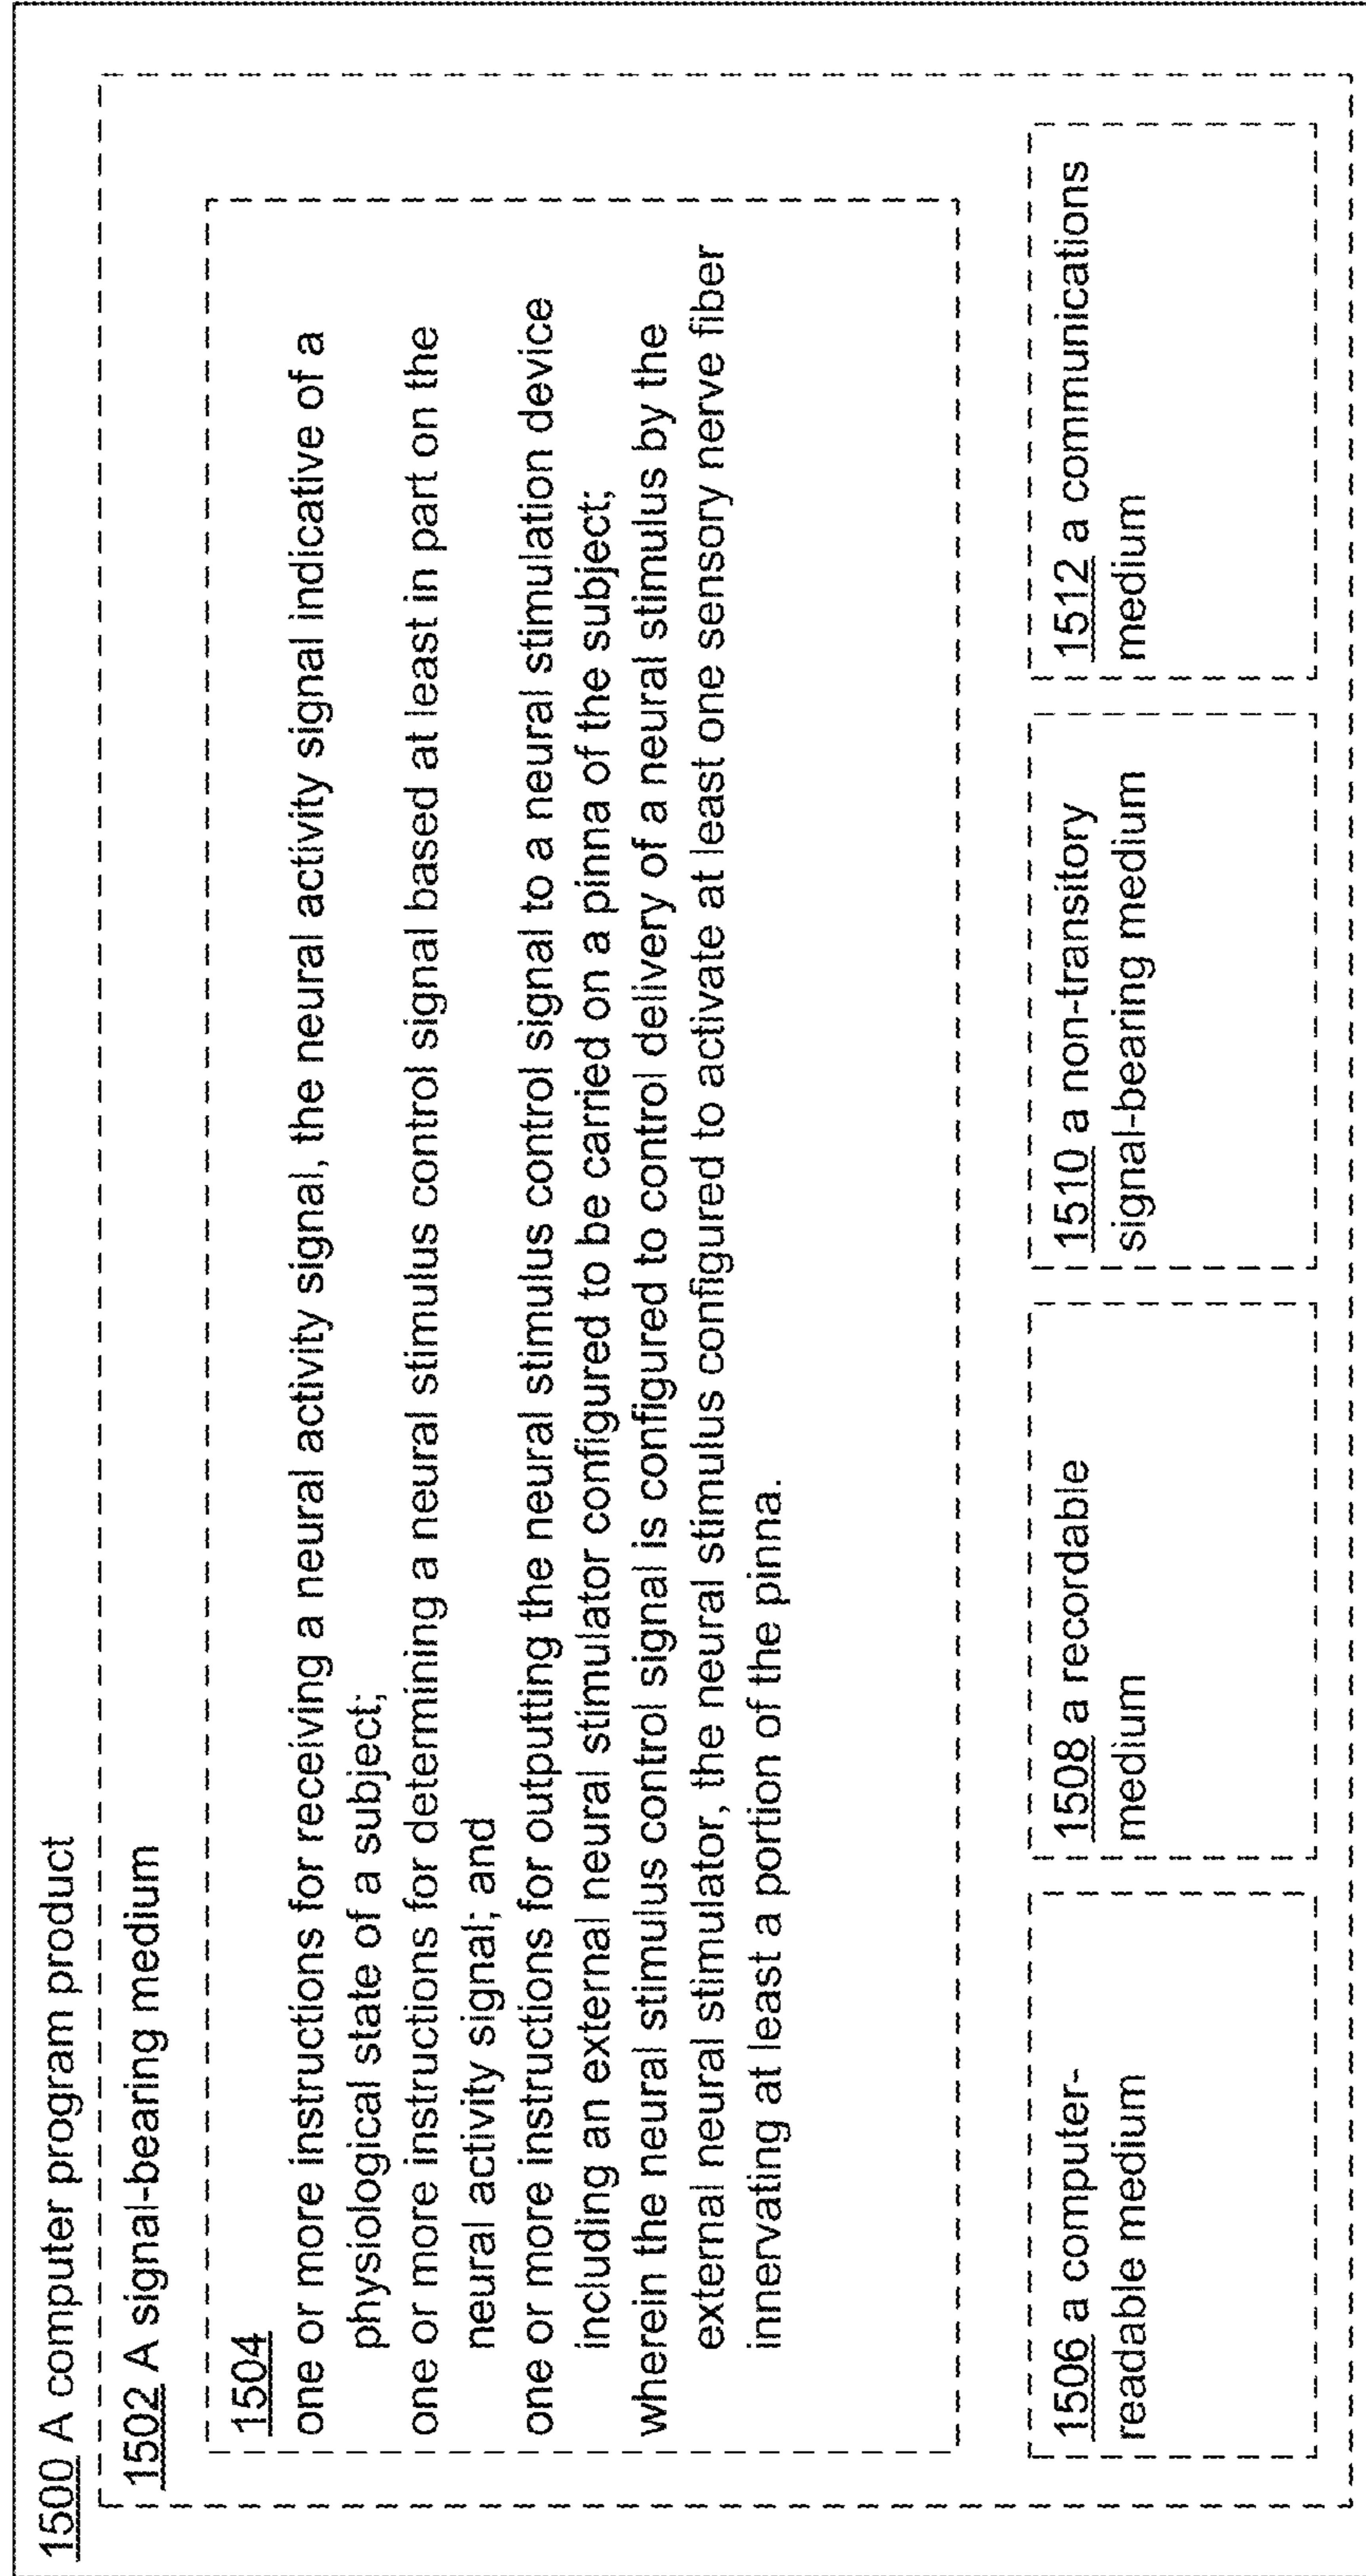 1500 A computer program product
1502 A signal-bearing medium
1504
one or more instructions for receiving a neural activity signal, the neural activity signal indicative of a
physiological state of a subject;
one or more instructions for determining a neural stimulus control signal based at least in part on the
neural activity signal; and
one or more instructions for outputting the neural stimulus control signal to a neural stimulation device
including an external neural stimulator configured to be carried on a pinna of the subject;
wherein the neural stimulus control signal is configured to control delivery of a neural stimulus by the
external neural stimulator, the neural stimulus configured to activate at least one sensory nerve fiber
innervating at least a portion of the pinna.
1506 a computer-
readable medium
1508 a recordable
medium
1510 a non-transitory
signal-bearing medium
1512 a communications
medium